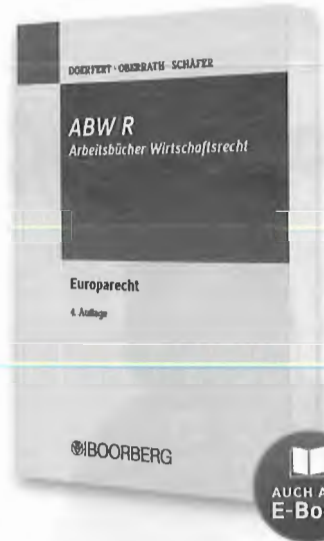 DOERFERT · OBERRATH · SCHÄFER
ABW R
Arbeitsbücher Wirtschaftsrecht
Europarecht
4. Auflage
BOORBERG
AUCH A
E-Bo